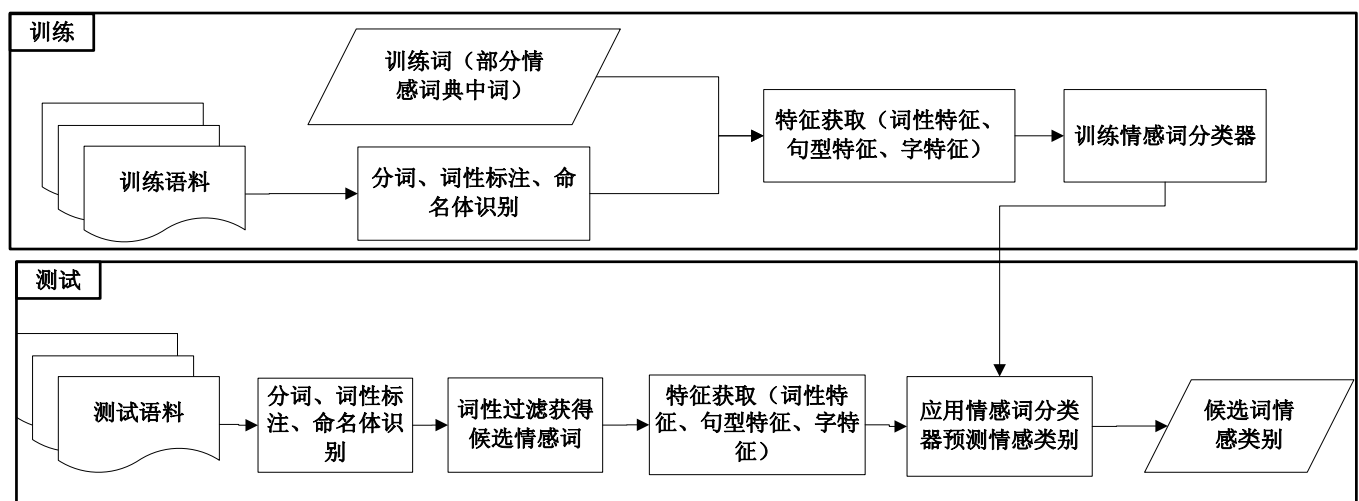 训练
训练词（部分情
感词典中词）
训练语料
分词、词性标注、命
名体识别
特征获取（词性特征、
句型特征、字特征）
训练情感词分类器
测试
测试语料
分词、词性标
注、命名体识
别
词性过滤获得
候选情感词
特征获取（词性特
征、句型特征、字特
征）
应用情感词分类
器预测情感类别
候选词情
感类别